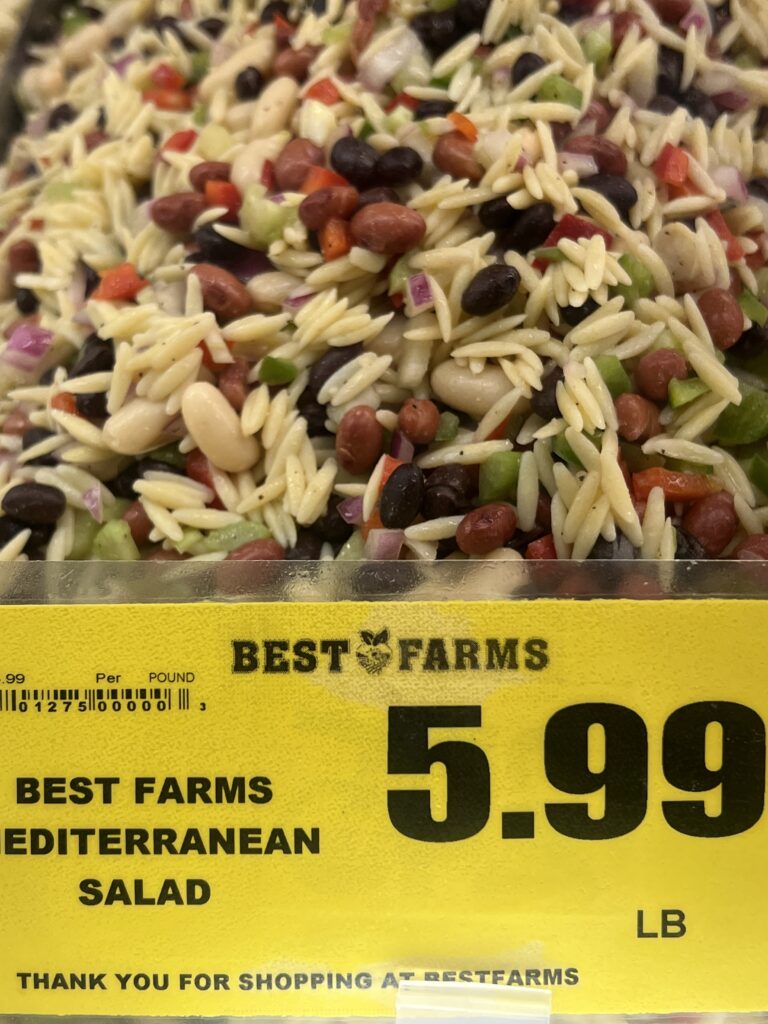 BEST FARMS
.99 Per POUND
01275 00000 3
5.99
BEST FARMS
MEDITERRANEAN
SALAD
LB
THANK YOU FOR SHOPPING AT BESTFARMS